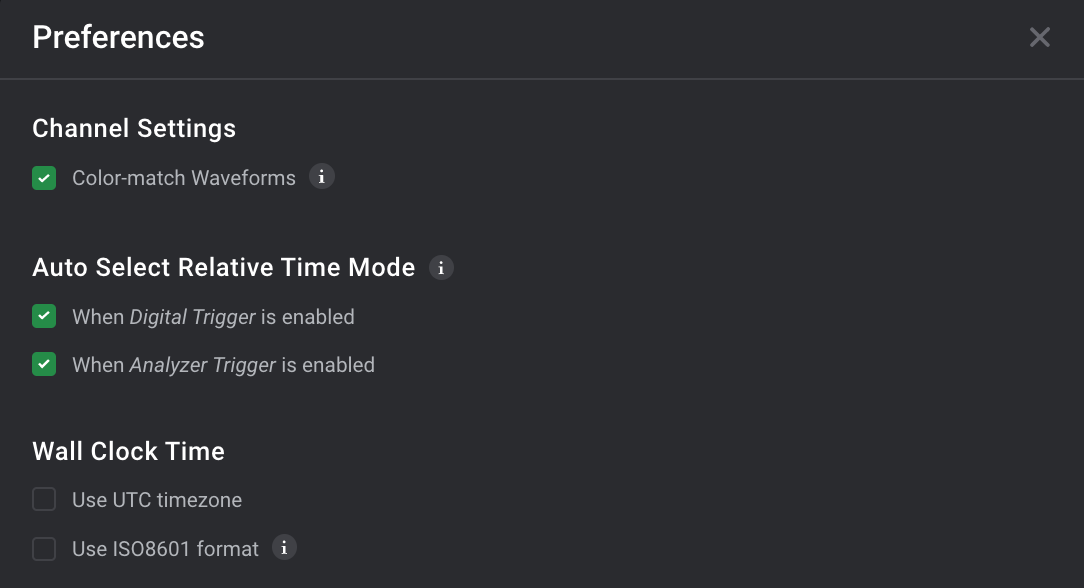 Preferences
Channel Settings
Color-match Waveforms i
Auto Select Relative Time Mode i
When Digital Trigger is enabled
When Analyzer Trigger is enabled
Wall Clock Time
Use UTC timezone
Use ISO8601 format i